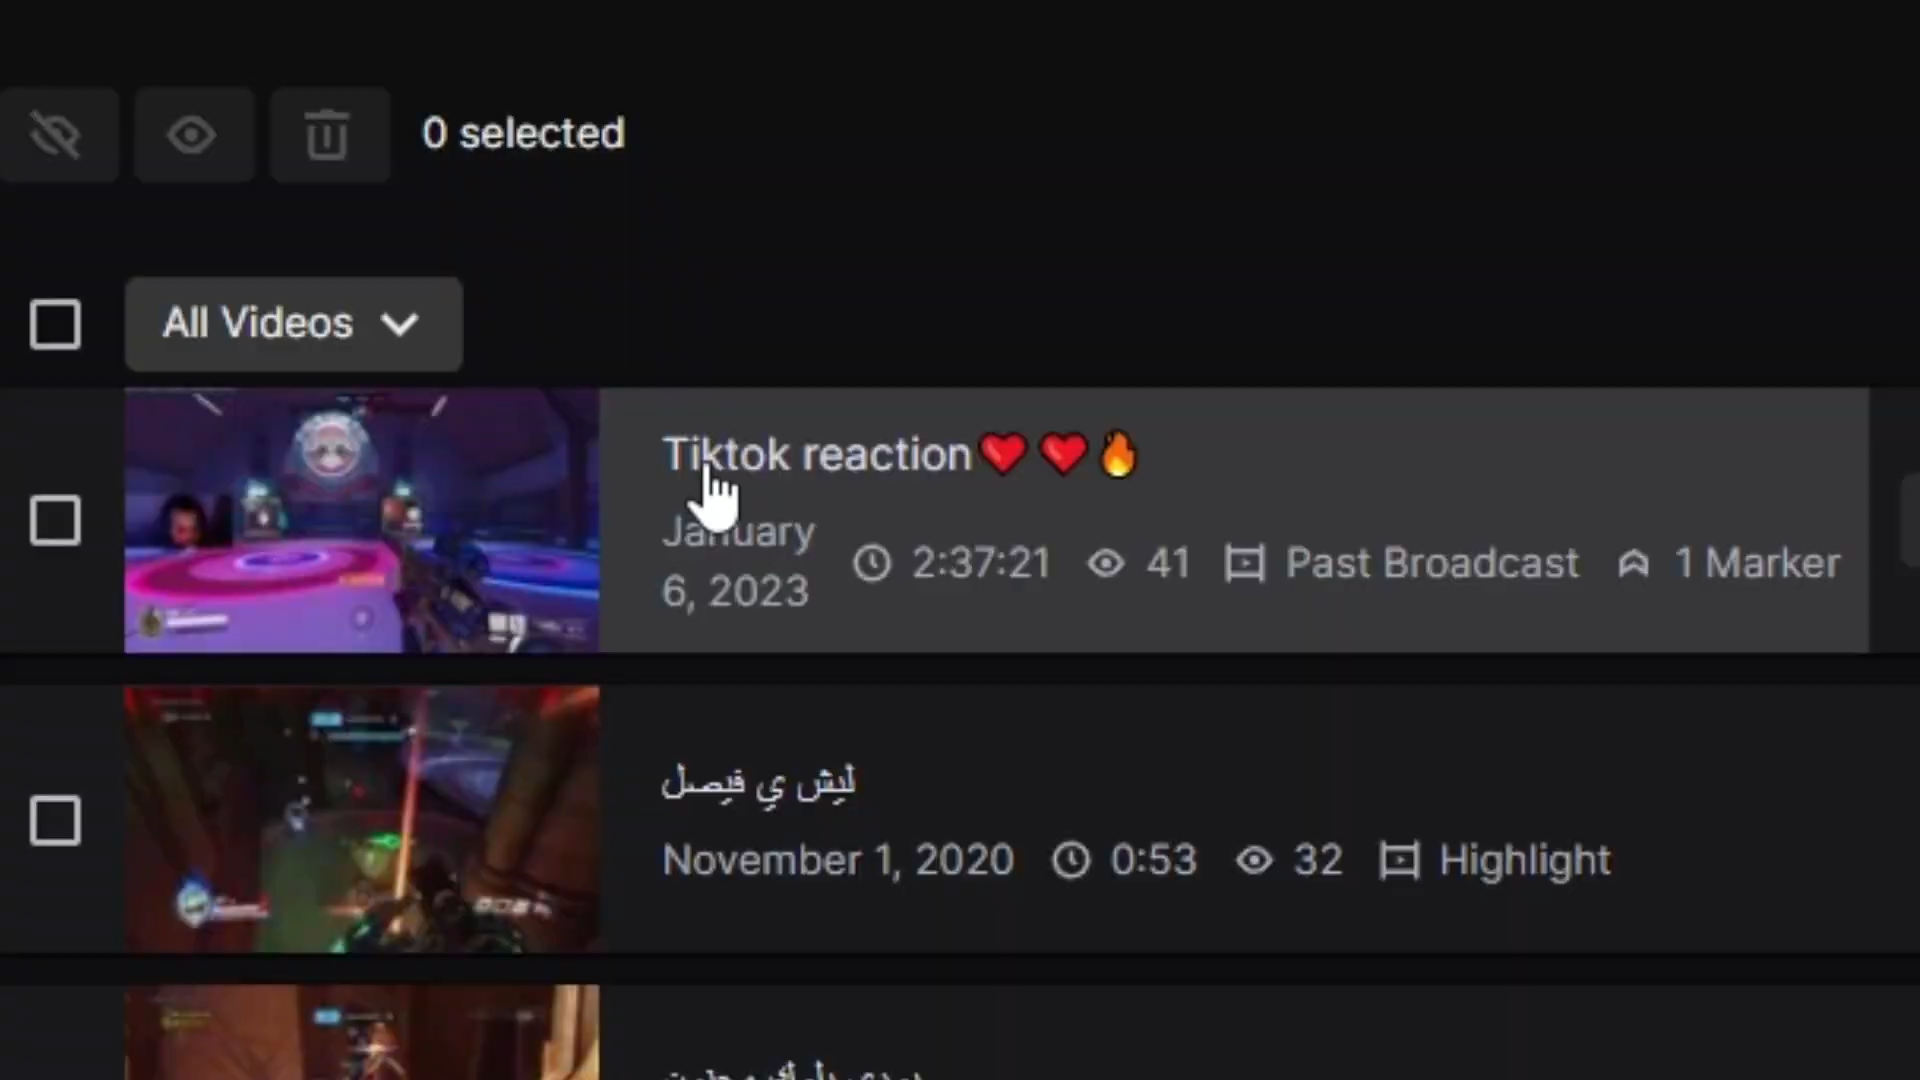 0 selected
All Videos
Tiktok reaction❤️❤️🔥
January 6, 2023 2:37:21 41 Past Broadcast 1 Marker
ليش ي فيصل
November 1, 2020 0:53 32 Highlight